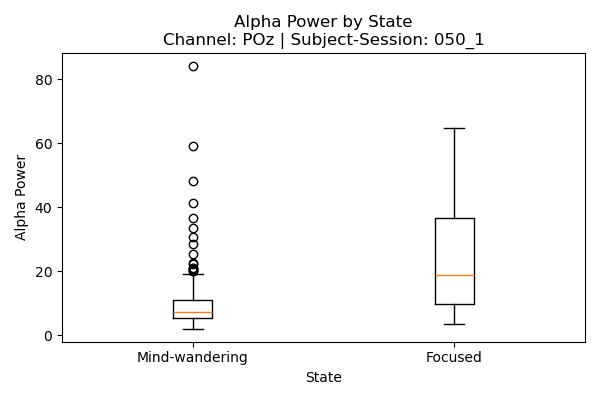 Alpha Power by State
Channel: POz | Subject-Session: 050_1
Alpha Power
80
60
40
20
0
Mind-wandering
Focused
State